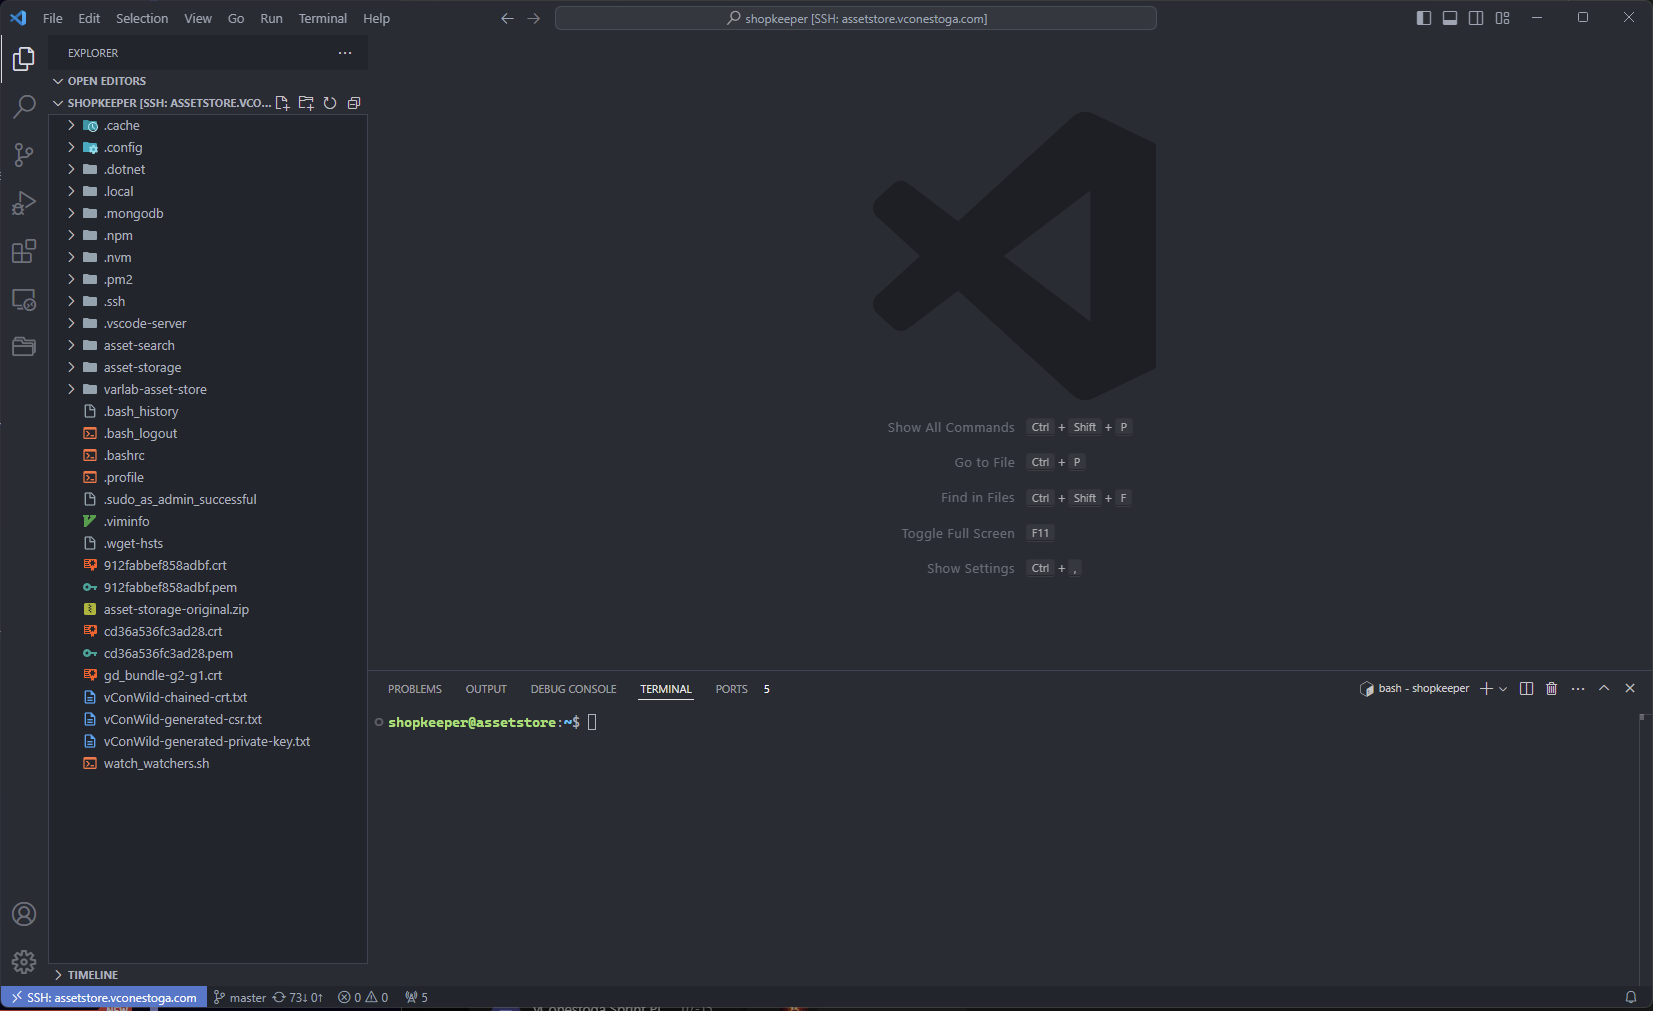 File Edit Selection View Go Run Terminal Help
shopkeeper [SSH: assetstore.vconestoga.com]
EXPLORER
OPEN EDITORS
SHOPKEEPER [SSH: ASSETSTORE.VCO...
.cache
.config
.dotnet
.local
.mongodb
.npm
.nvm
.pm2
.ssh
.vscode-server
asset-search
asset-storage
varlab-asset-store
.bash_history
.bash_logout
.bashrc
.profile
.sudo_as_admin_successful
.viminfo
.wget-hsts
912fabbef858adbf.crt
912fabbef858adbf.pem
asset-storage-original.zip
cd36a536fc3ad28.crt
cd36a536fc3ad28.pem
gd_bundle-g2-g1.crt
vConWild-chained-crt.txt
vConWild-generated-csr.txt
vConWild-generated-private-key.txt
watch_watchers.sh
TIMELINE
Show All Commands Ctrl + Shift + P
Go to File Ctrl + P
Find in Files Ctrl + Shift + F
Toggle Full Screen F11
Show Settings Ctrl + ,
PROBLEMS OUTPUT DEBUG CONSOLE TERMINAL PORTS 5
bash - shopkeeper
shopkeeper@assetstore:~$
SSH: assetstore.vconestoga.com master 73↓ 0↑ 0 0 5